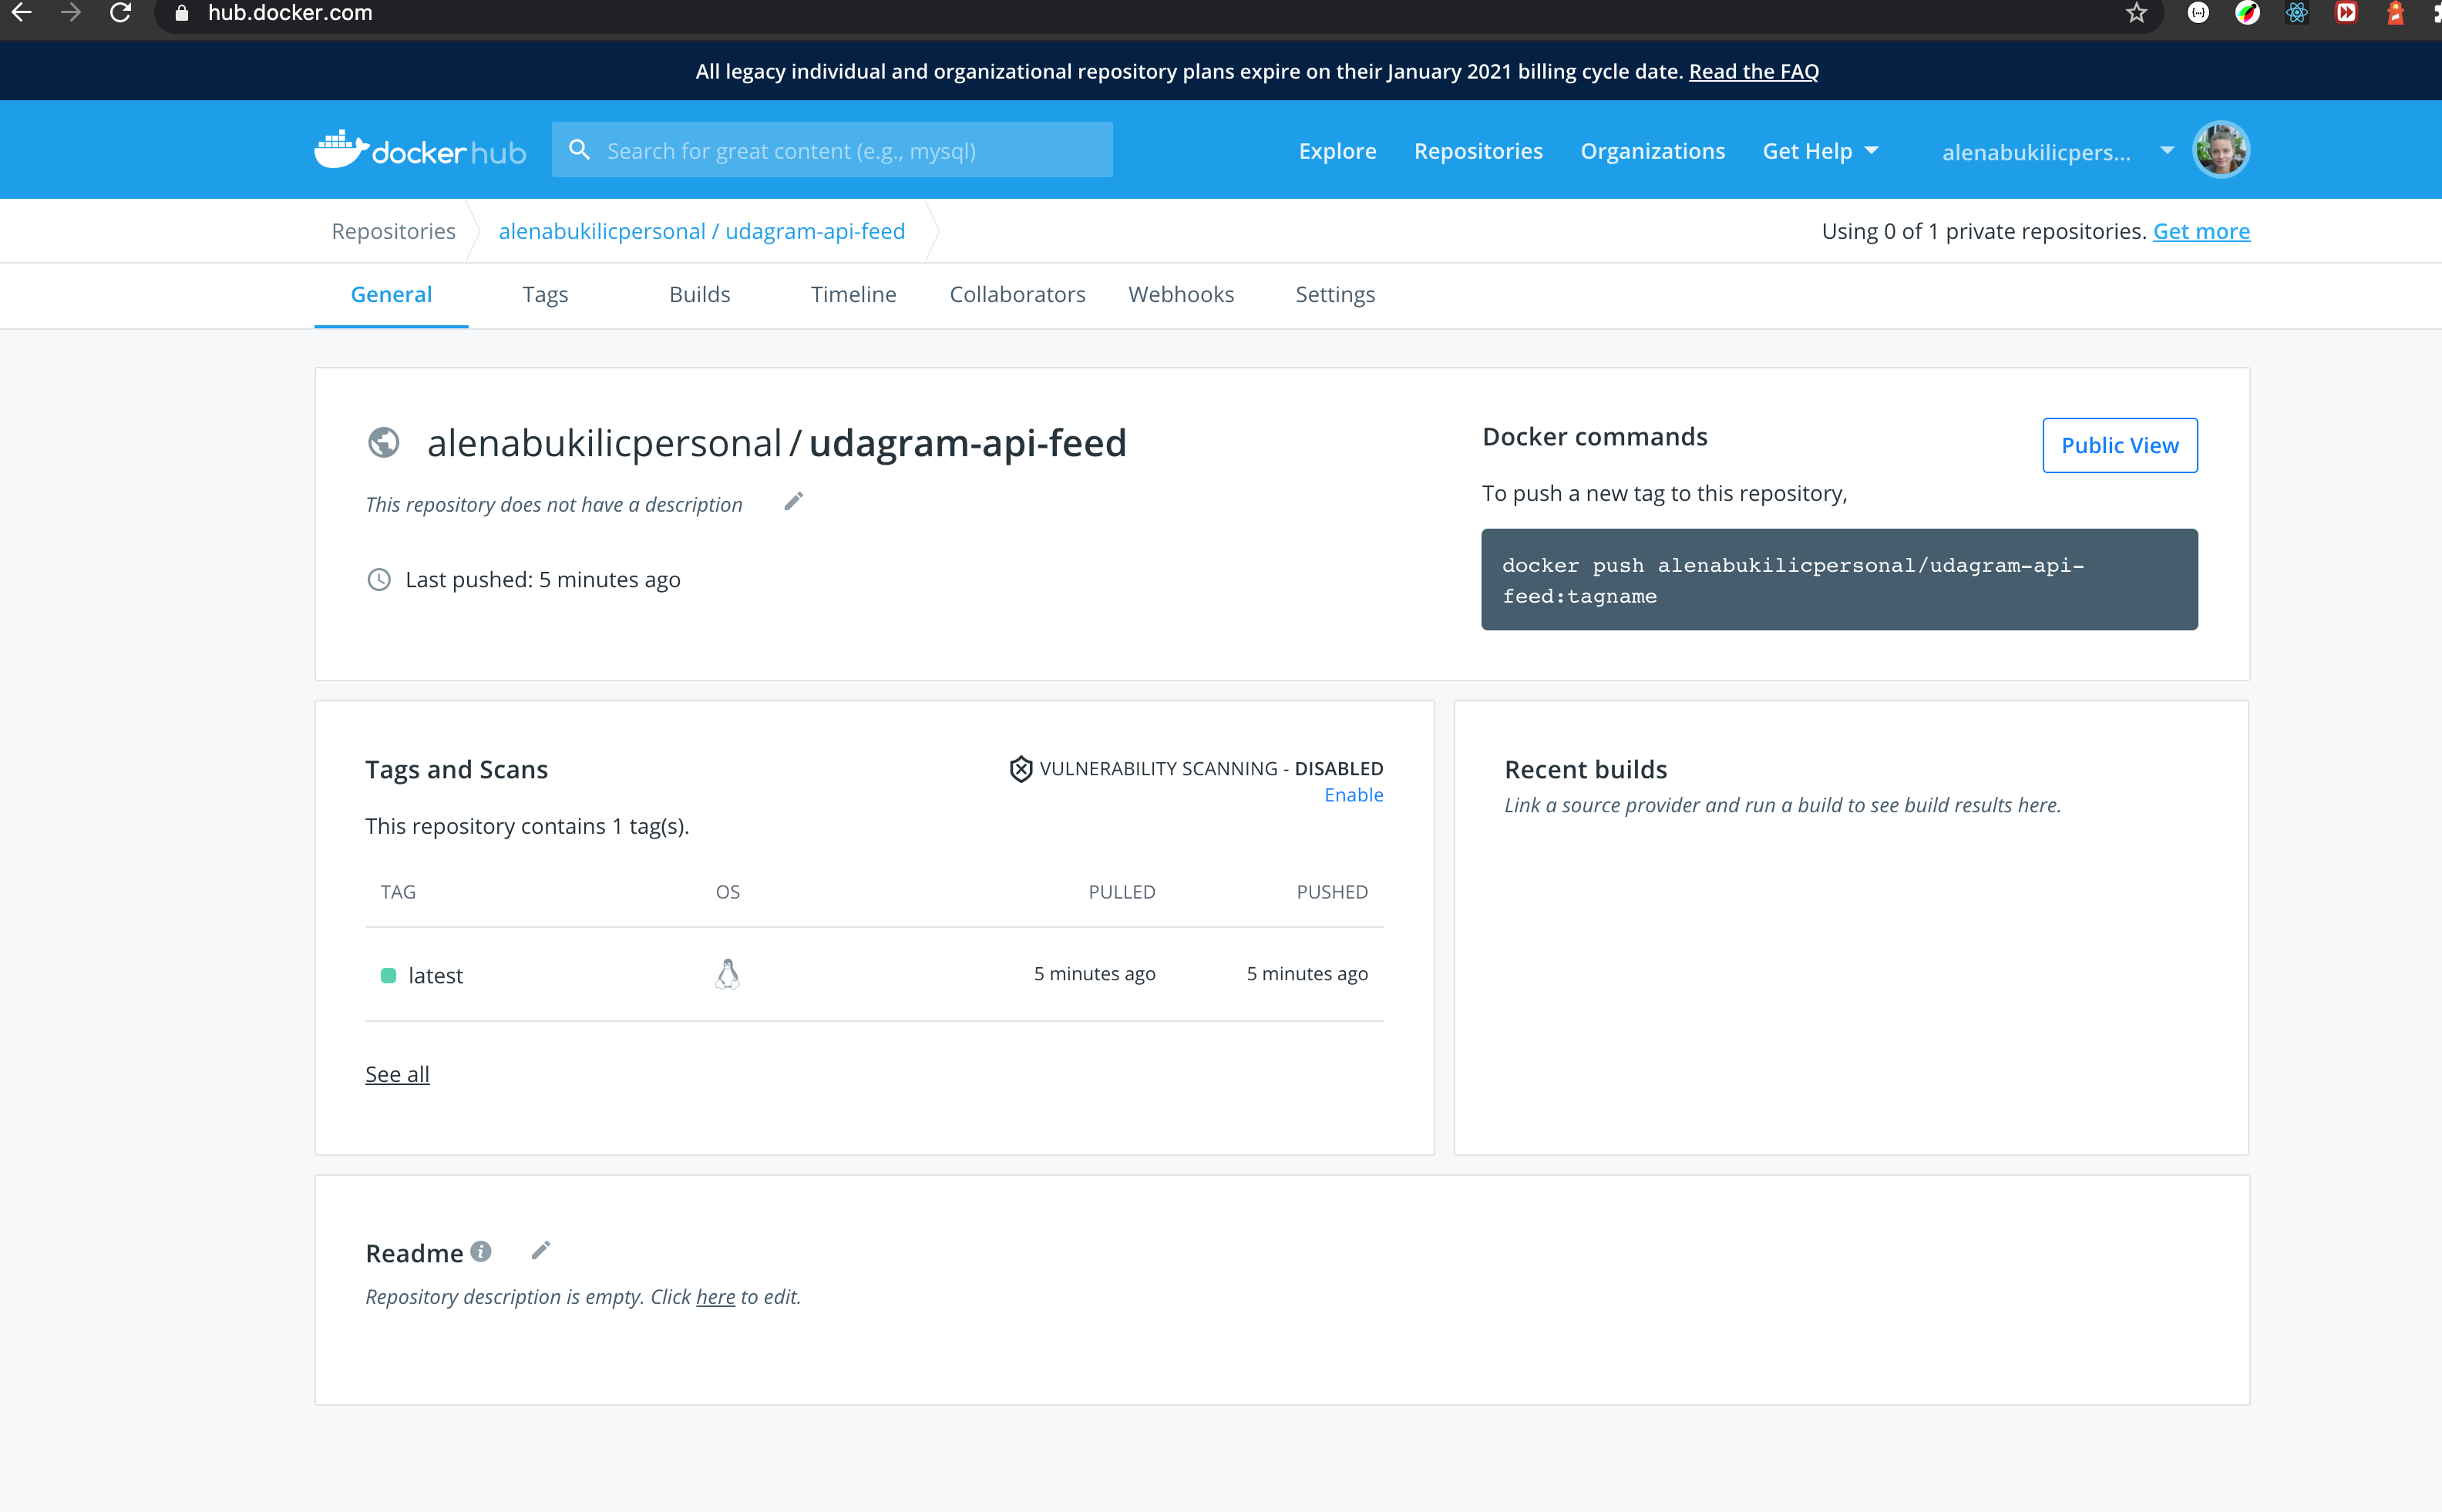 hub.docker.com
All legacy individual and organizational repository plans expire on their January 2021 billing cycle date. Read the FAQ
dockerhub
Search for great content (e.g., mysql)
Explore
Repositories
Organizations
Get Help
alenabukilicpers...
Repositories
alenabukilicpersonal / udagram-api-feed
Using 0 of 1 private repositories. Get more
General
Tags
Builds
Timeline
Collaborators
Webhooks
Settings
alenabukilicpersonal / udagram-api-feed
This repository does not have a description
Last pushed: 5 minutes ago
Docker commands
Public View
To push a new tag to this repository,
docker push alenabukilicpersonal/udagram-api-
feed:tagname
Tags and Scans
VULNERABILITY SCANNING - DISABLED
Enable
This repository contains 1 tag(s).
TAG OS PULLED PUSHED
latest 5 minutes ago 5 minutes ago
See all
Recent builds
Link a source provider and run a build to see build results here.
Readme
Repository description is empty. Click here to edit.